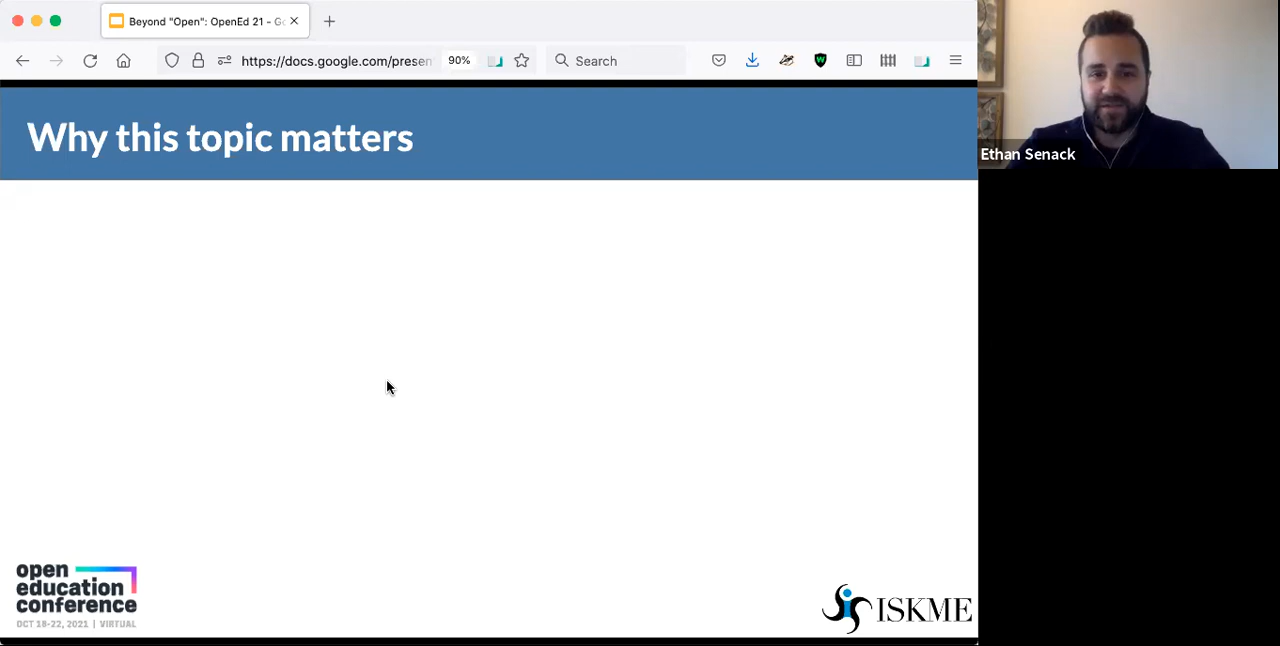 Beyond "Open": OpenEd 21 - Go
https://docs.google.com/presen
90%
Search
Why this topic matters
Ethan Senack
open
education
conference
OCT 18-22, 2021 | VIRTUAL
ISKME